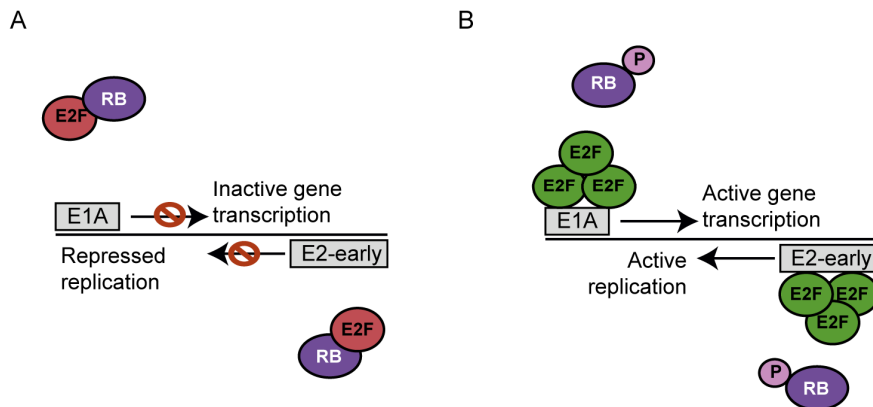 A
E2F
RB
E1A
Inactive gene
transcription
Repressed
replication
E2-early
E2F
RB
B
P
RB
E2F
E2F
E2F
E1A
Active gene
transcription
Active
replication
E2-early
E2F
E2F
E2F
P
RB